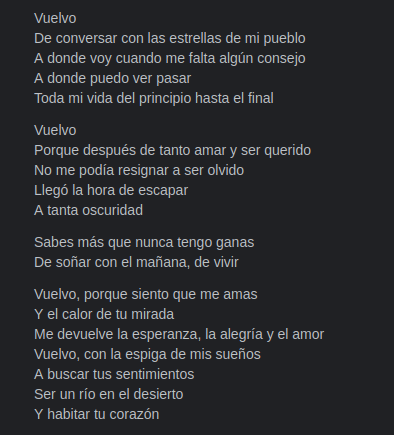 Vuelvo
De conversar con las estrellas de mi pueblo
A donde voy cuando me falta algún consejo
A donde puedo ver pasar
Toda mi vida del principio hasta el final
Vuelvo
Porque después de tanto amar y ser querido
No me podía resignar a ser olvido
Llegó la hora de escapar
A tanta oscuridad
Sabes más que nunca tengo ganas
De soñar con el mañana, de vivir
Vuelvo, porque siento que me amas
Y el calor de tu mirada
Me devuelve la esperanza, la alegría y el amor
Vuelvo, con la espiga de mis sueños
A buscar tus sentimientos
Ser un río en el desierto
Y habitar tu corazón